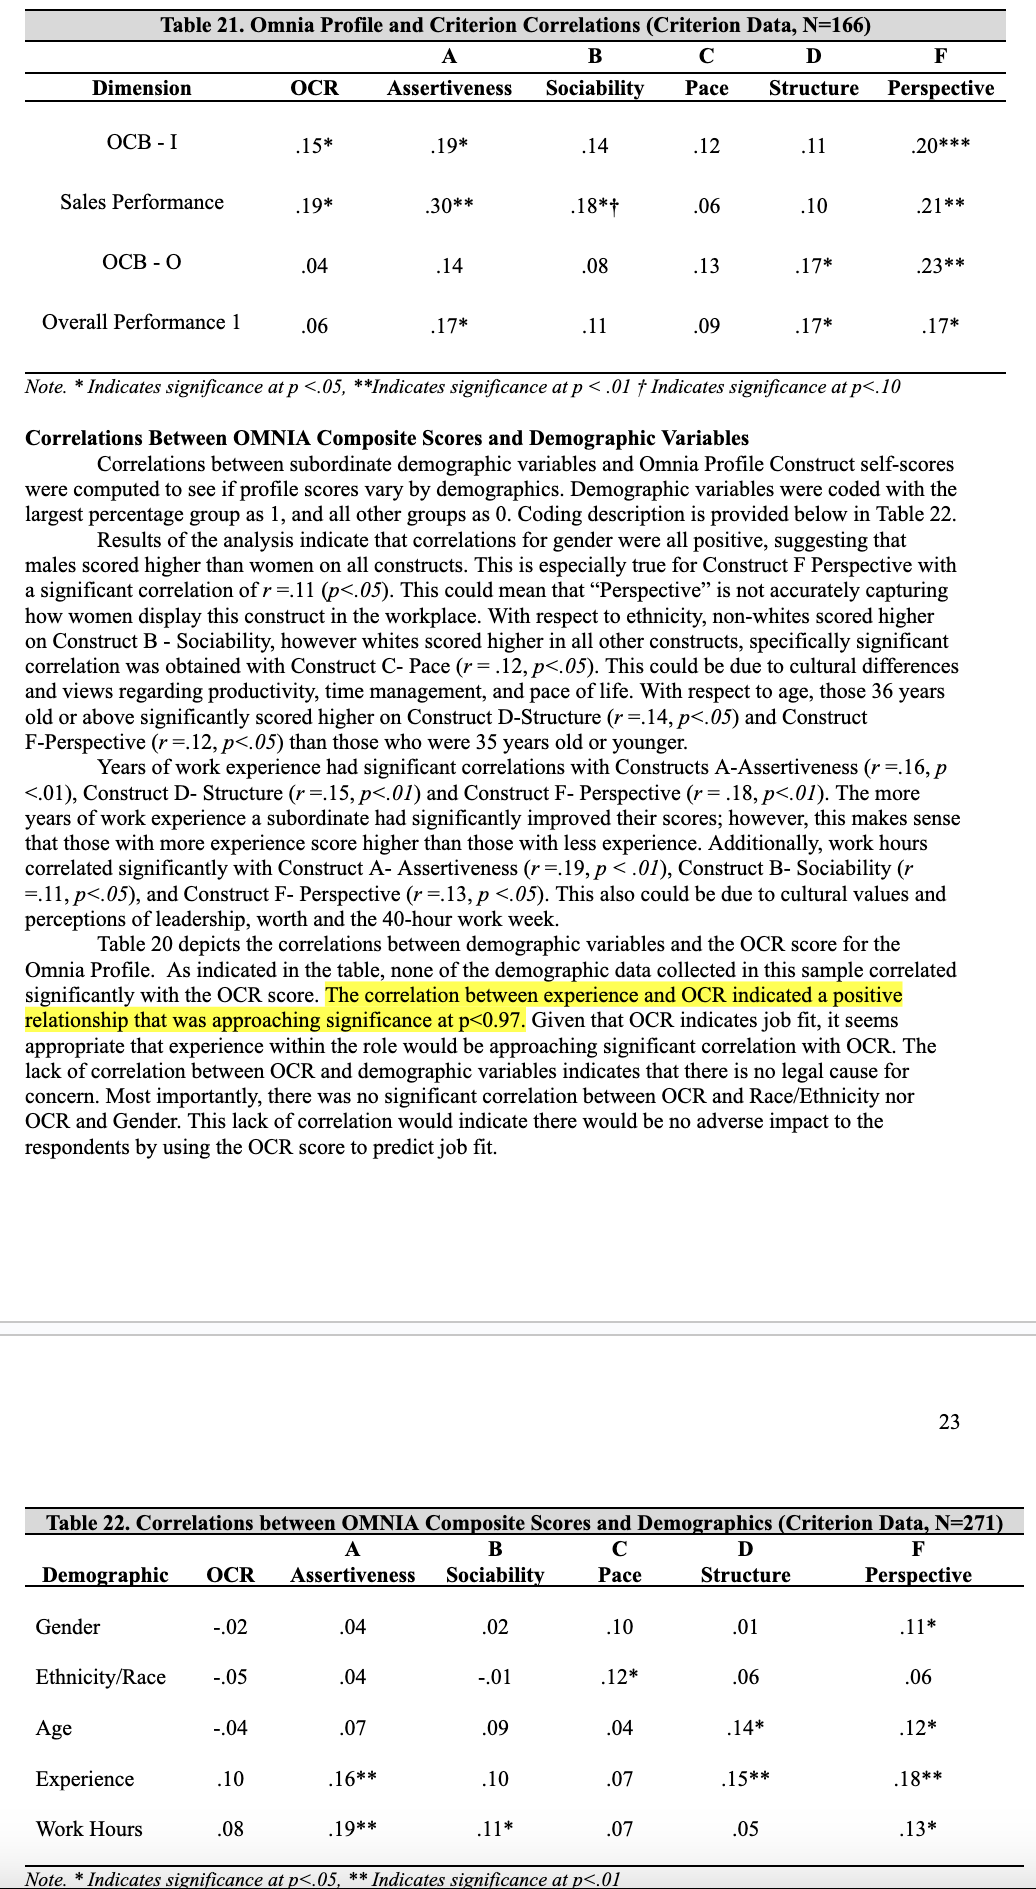 Table 21. Omnia Profile and Criterion Correlations (Criterion Data, N=166)
A B C D F
Dimension OCR Assertiveness Sociability Pace Structure Perspective
OCB - I .15* .19* .14 .12 .11 .20***
Sales Performance .19* .30** .18*† .06 .10 .21**
OCB - O .04 .14 .08 .13 .17* .23**
Overall Performance 1 .06 .17* .11 .09 .17* .17*
Note. * Indicates significance at p <.05, **Indicates significance at p < .01 † Indicates significance at p<.10
Correlations Between OMNIA Composite Scores and Demographic Variables
Correlations between subordinate demographic variables and Omnia Profile Construct self-scores
were computed to see if profile scores vary by demographics. Demographic variables were coded with the
largest percentage group as 1, and all other groups as 0. Coding description is provided below in Table 22.
Results of the analysis indicate that correlations for gender were all positive, suggesting that
males scored higher than women on all constructs. This is especially true for Construct F Perspective with
a significant correlation of r =.11 (p<.05). This could mean that “Perspective” is not accurately capturing
how women display this construct in the workplace. With respect to ethnicity, non-whites scored higher
on Construct B - Sociability, however whites scored higher in all other constructs, specifically significant
correlation was obtained with Construct C- Pace (r = .12, p<.05). This could be due to cultural differences
and views regarding productivity, time management, and pace of life. With respect to age, those 36 years
old or above significantly scored higher on Construct D-Structure (r =.14, p<.05) and Construct
F-Perspective (r =.12, p<.05) than those who were 35 years old or younger.
Years of work experience had significant correlations with Constructs A-Assertiveness (r =.16, p
<.01), Construct D- Structure (r =.15, p<.01) and Construct F- Perspective (r = .18, p<.01). The more
years of work experience a subordinate had significantly improved their scores; however, this makes sense
that those with more experience score higher than those with less experience. Additionally, work hours
correlated significantly with Construct A- Assertiveness (r =.19, p < .01), Construct B- Sociability (r
=.11, p<.05), and Construct F- Perspective (r =.13, p <.05). This also could be due to cultural values and
perceptions of leadership, worth and the 40-hour work week.
Table 20 depicts the correlations between demographic variables and the OCR score for the
Omnia Profile. As indicated in the table, none of the demographic data collected in this sample correlated
significantly with the OCR score. The correlation between experience and OCR indicated a positive
relationship that was approaching significance at p<0.97. Given that OCR indicates job fit, it seems
appropriate that experience within the role would be approaching significant correlation with OCR. The
lack of correlation between OCR and demographic variables indicates that there is no legal cause for
concern. Most importantly, there was no significant correlation between OCR and Race/Ethnicity nor
OCR and Gender. This lack of correlation would indicate there would be no adverse impact to the
respondents by using the OCR score to predict job fit.
23
Table 22. Correlations between OMNIA Composite Scores and Demographics (Criterion Data, N=271)
A B C D F
Demographic OCR Assertiveness Sociability Pace Structure Perspective
Gender -.02 .04 .02 .10 .01 .11*
Ethnicity/Race -.05 .04 -.01 .12* .06 .06
Age -.04 .07 .09 .04 .14* .12*
Experience .10 .16** .10 .07 .15** .18**
Work Hours .08 .19** .11* .07 .05 .13*
Note. * Indicates significance at p<.05, ** Indicates significance at p<.01